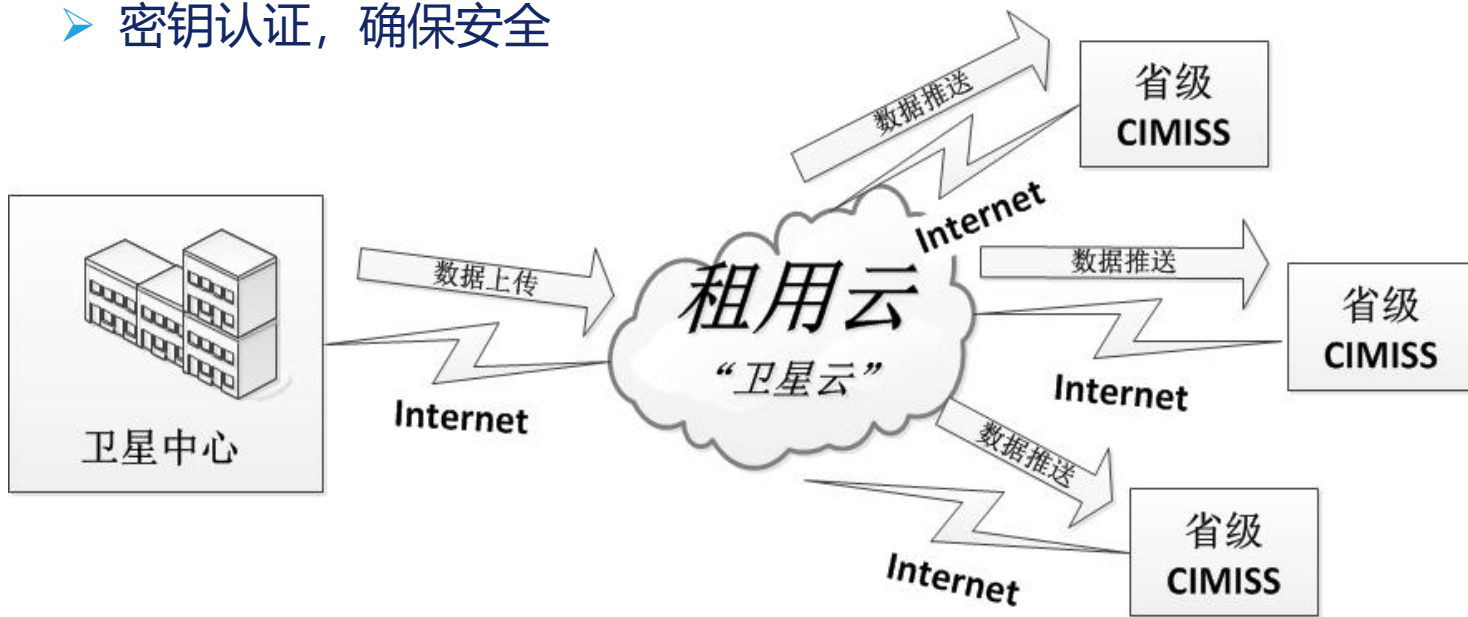 密钥认证，确保安全
数据推送
省级
CIMISS
Internet
数据上传
Internet
卫星中心
租用云
“卫星云”
数据推送
省级
CIMISS
Internet
数据推送
省级
CIMISS
Internet